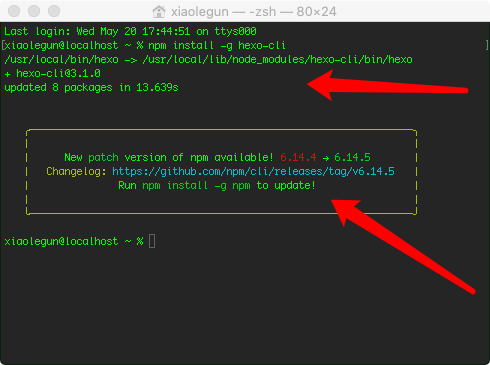 xiaolegun — -zsh — 80×24
Last login: Wed May 20 17:44:51 on ttys000
[xiaolegun@localhost ~ % npm install -g hexo-cli ]
/usr/local/bin/hexo -> /usr/local/lib/node_modules/hexo-cli/bin/hexo
+ hexo-cli@3.1.0
updated 8 packages in 13.639s
New patch version of npm available! 6.14.4 → 6.14.5
Changelog: https://github.com/npm/cli/releases/tag/v6.14.5
Run npm install -g npm to update!
xiaolegun@localhost ~ %